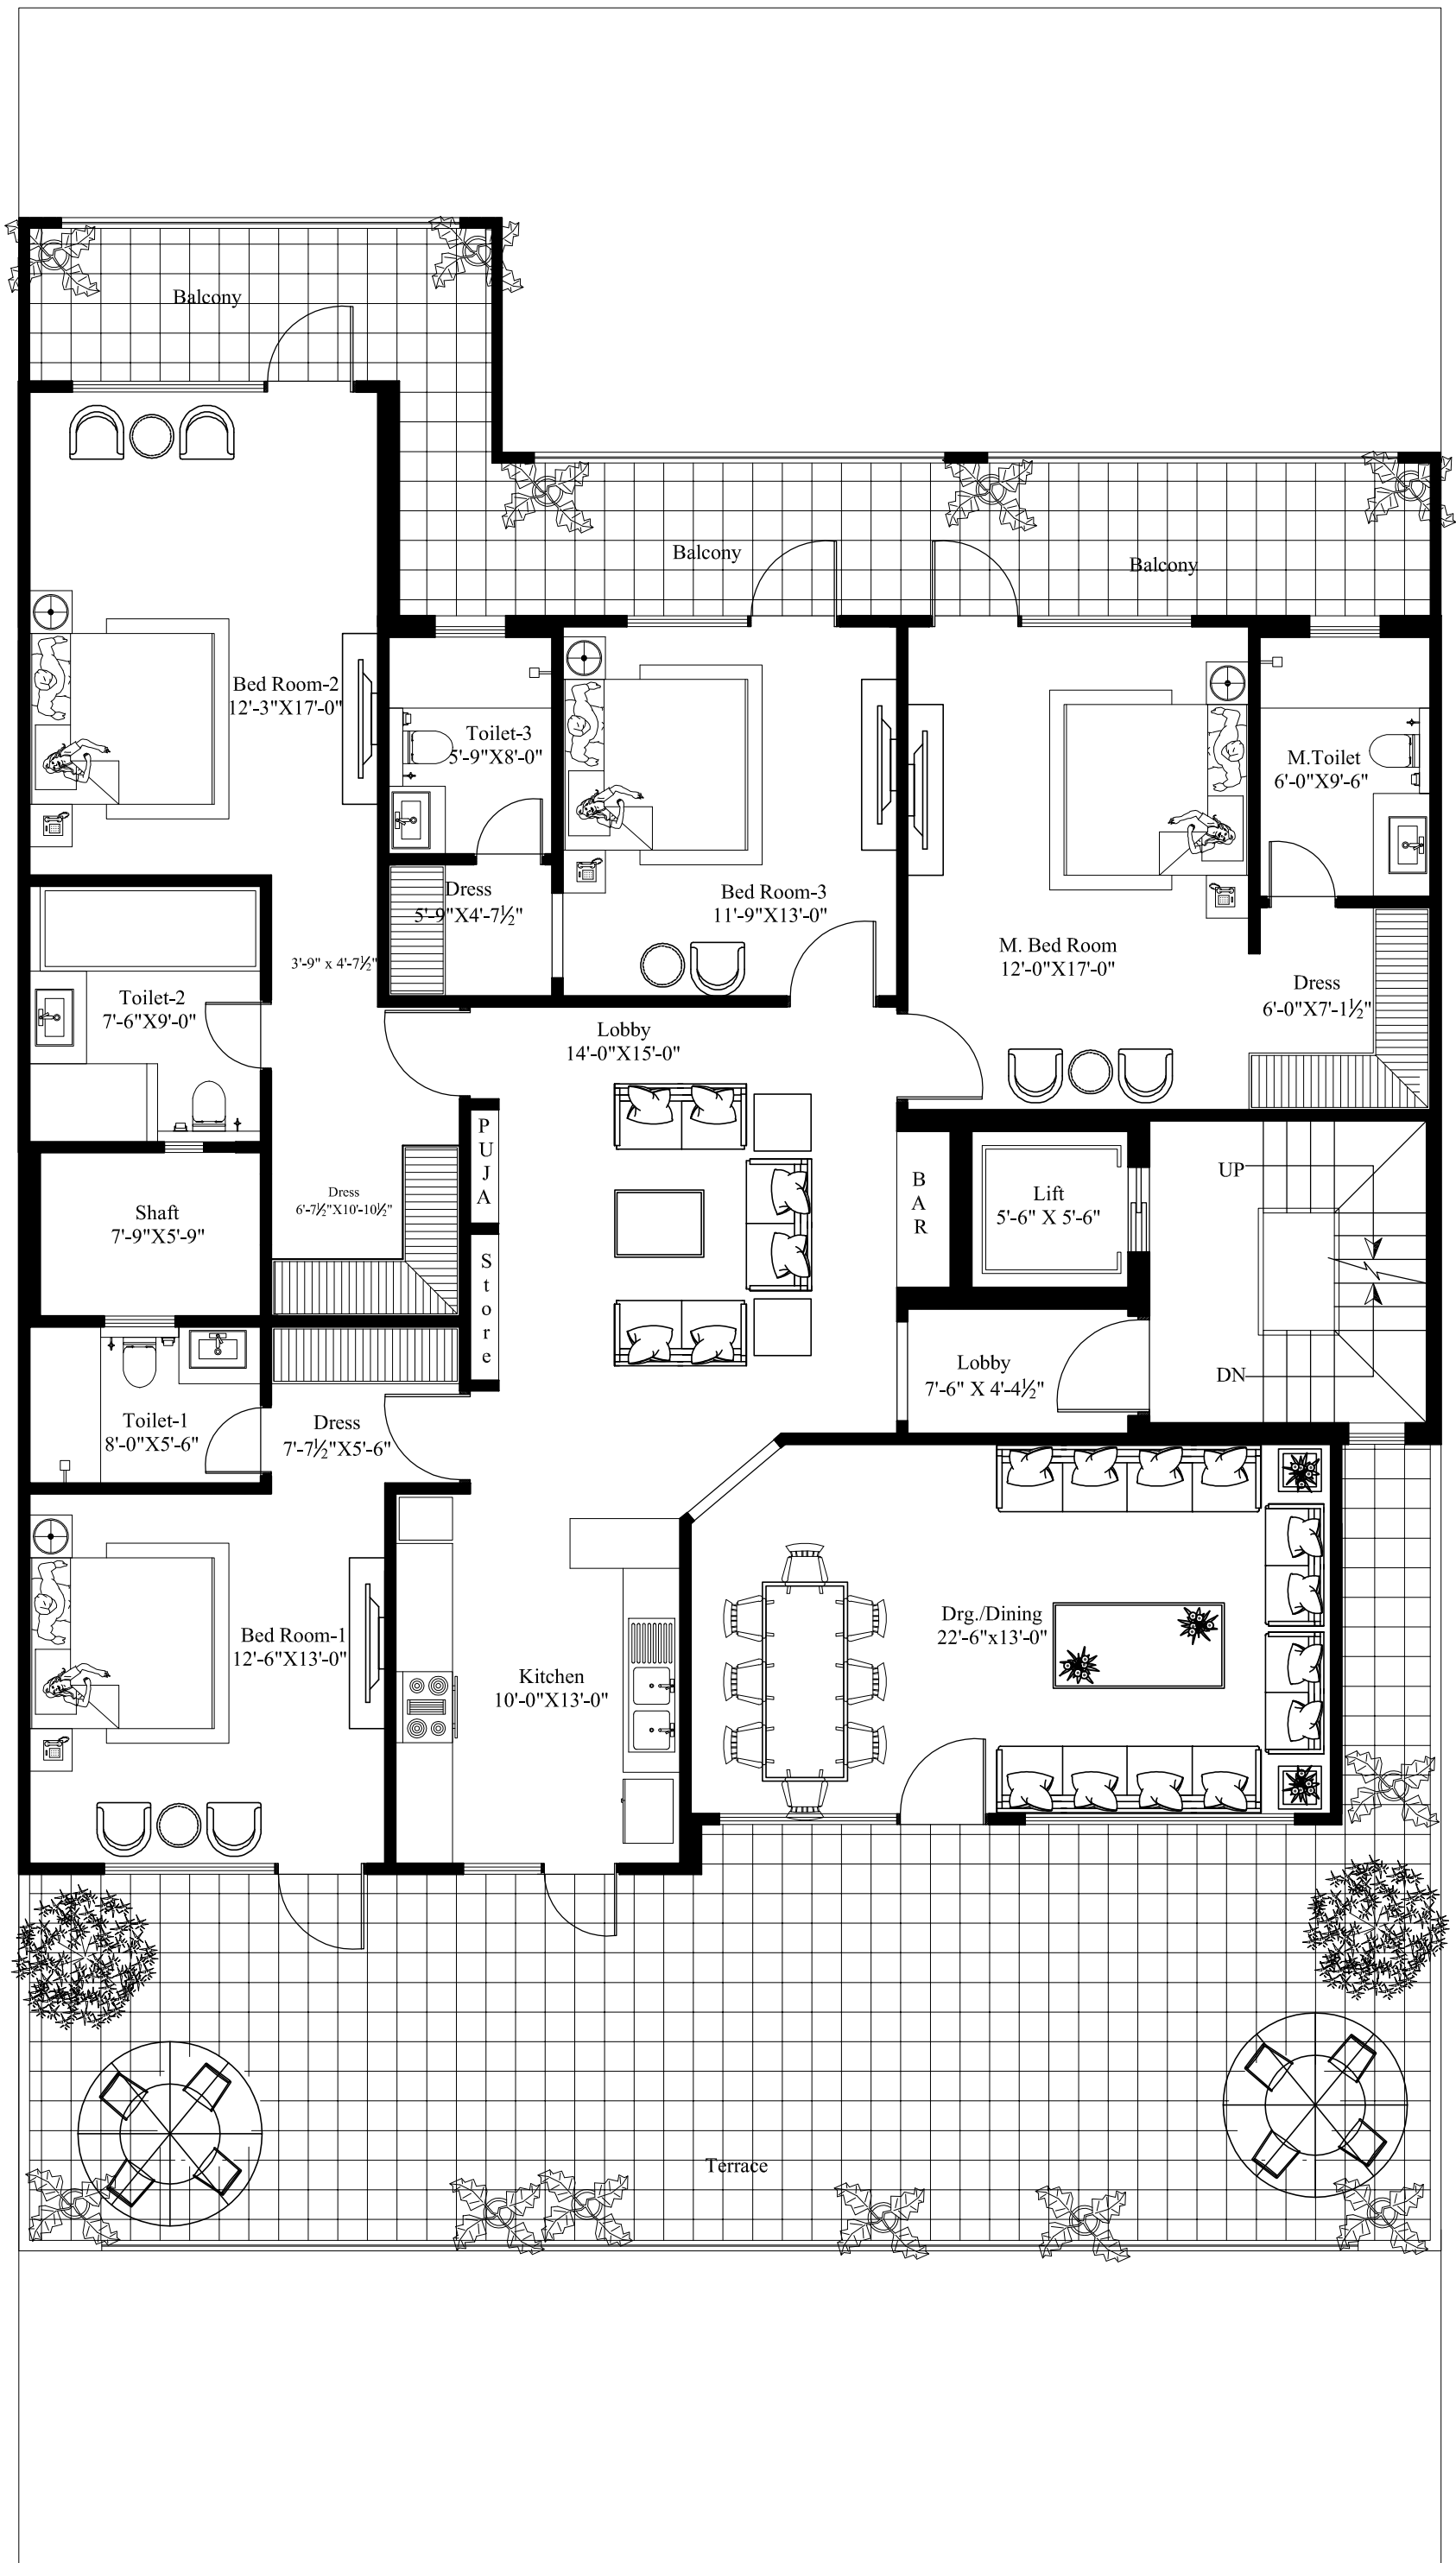 Balcony
Balcony
Balcony
Bed Room-2
12'-3"X17'-0"
Toilet-3
5'-9"X8'-0"
M.Toilet
6'-0"X9'-6"
Dress
5'-9"X4'-7½"
Bed Room-3
11'-9"X13'-0"
M. Bed Room
12'-0"X17'-0"
3'-9" x 4'-7½"
Dress
6'-0"X7'-1½"
Toilet-2
7'-6"X9'-0"
Lobby
14'-0"X15'-0"
PUJA
BAR
UP
Lift
5'-6" X 5'-6"
Dress
6'-7½"X10'-10½"
Shaft
7'-9"X5'-9"
Store
Lobby
7'-6" X 4'-4½"
DN
Toilet-1
8'-0"X5'-6"
Dress
7'-7½"X5'-6"
Bed Room-1
12'-6"X13'-0"
Drg./Dining
22'-6"x13'-0"
Kitchen
10'-0"X13'-0"
Terrace